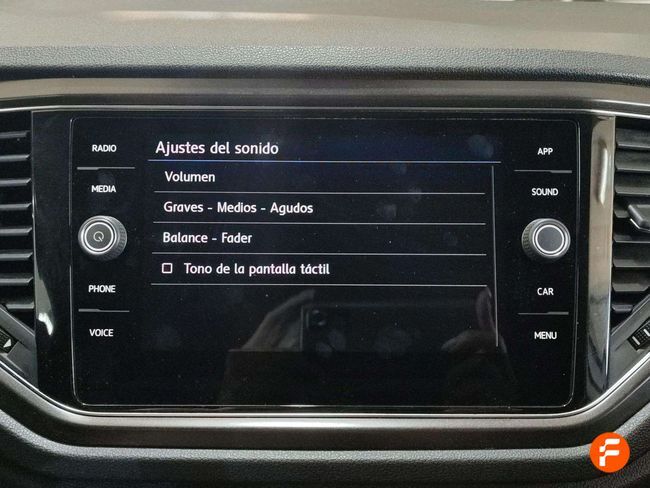 RADIO
MEDIA
PHONE
VOICE
Ajustes del sonido
Volumen
Graves - Medios - Agudos
Balance - Fader
Tono de la pantalla táctil
APP
SOUND
CAR
MENU